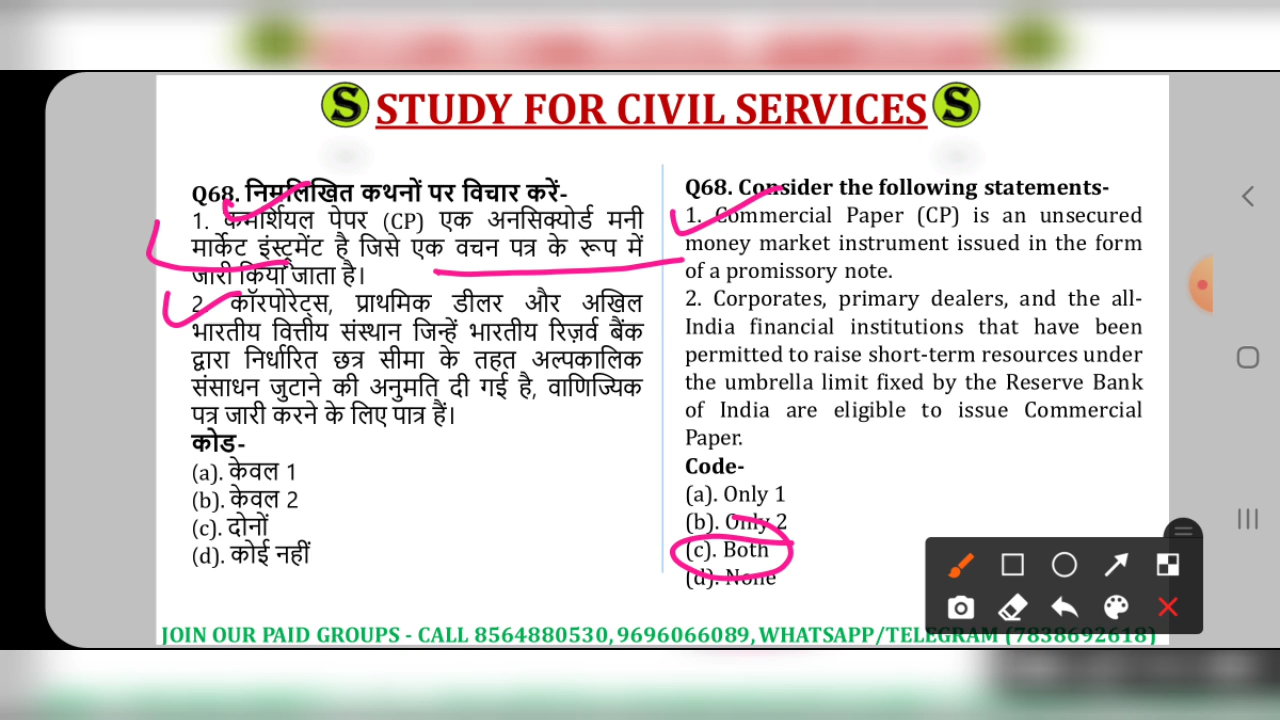 S STUDY FOR CIVIL SERVICES S
Q68. निम्नलिखित कथनों पर विचार करें-
1. कमर्शियल पेपर (CP) एक अनसिक्योर्ड मनी
मार्केट इंस्ट्रूमेंट है जिसे एक वचन पत्र के रूप में
जारी किया जाता है।
2. कॉरपोरेट्स, प्राथमिक डीलर और अखिल
भारतीय वित्तीय संस्थान जिन्हें भारतीय रिज़र्व बैंक
द्वारा निर्धारित छत्र सीमा के तहत अल्पकालिक
संसाधन जुटाने की अनुमति दी गई है, वाणिज्यिक
पत्र जारी करने के लिए पात्र हैं।
कोड-
(a). केवल 1
(b). केवल 2
(c). दोनों
(d). कोई नहीं
Q68. Consider the following statements-
1. Commercial Paper (CP) is an unsecured
money market instrument issued in the form
of a promissory note.
2. Corporates, primary dealers, and the all-
India financial institutions that have been
permitted to raise short-term resources under
the umbrella limit fixed by the Reserve Bank
of India are eligible to issue Commercial
Paper.
Code-
(a). Only 1
(b). Only 2
(c). Both
(d). None
JOIN OUR PAID GROUPS - CALL 8564880530, 9696066089, WHATSAPP/TELEGRAM (7838692618)